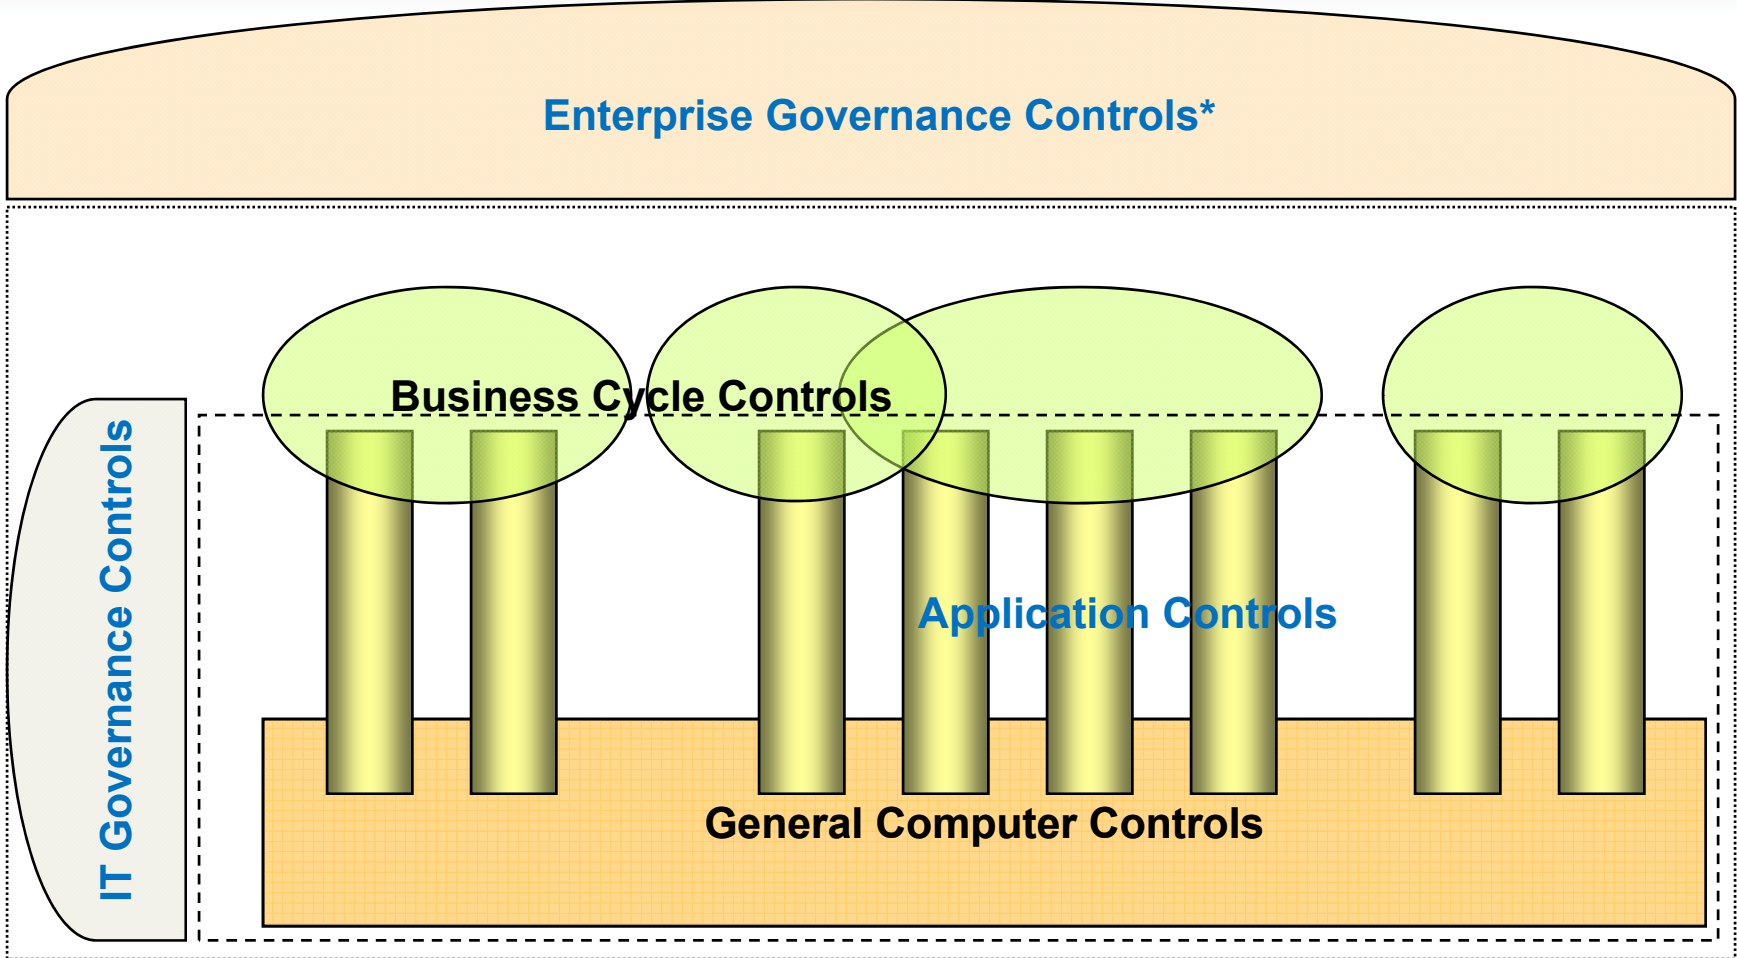 Enterprise Governance Controls*
Business Cycle Controls
IT Governance Controls
Application Controls
General Computer Controls